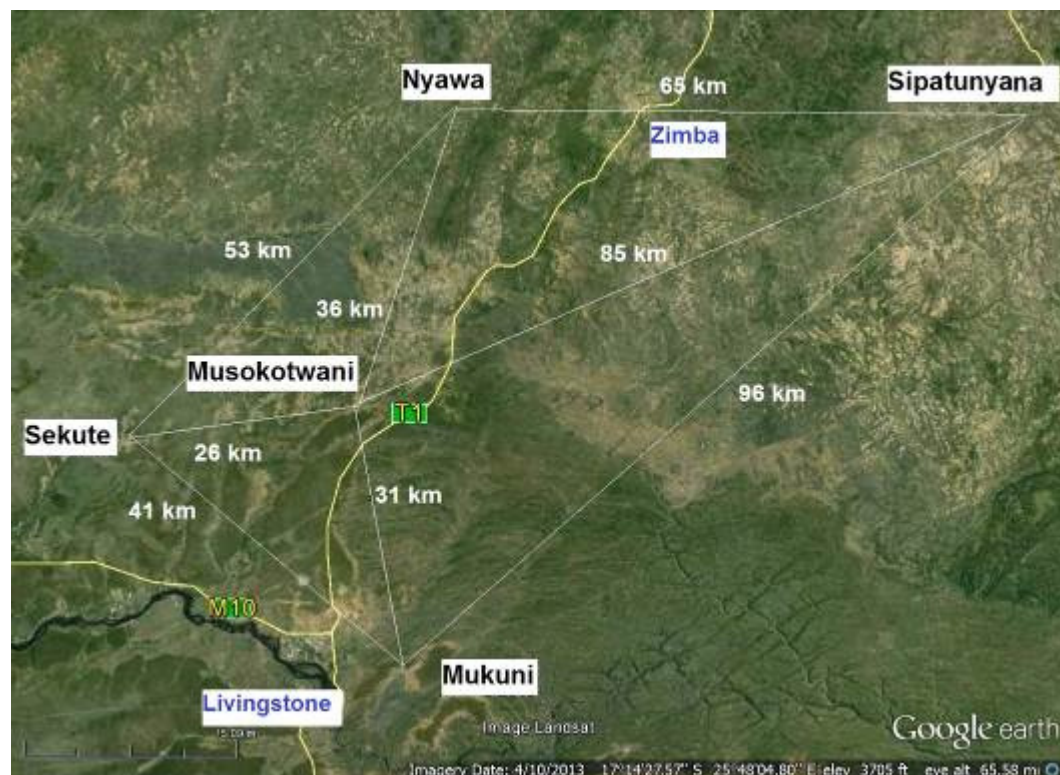 Nyawa
65 km
Sipatunyana
Zimba
53 km
85 km
36 km
Musokotwani
96 km
T1
Sekute
26 km
31 km
41 km
M10
Mukuni
Livingstone
Image Landsat
Google earth
Imagery Date: 4/10/2013 17°14'27.57" S 25°48'04.80" E elev 3705 ft eye alt 65.58 mi